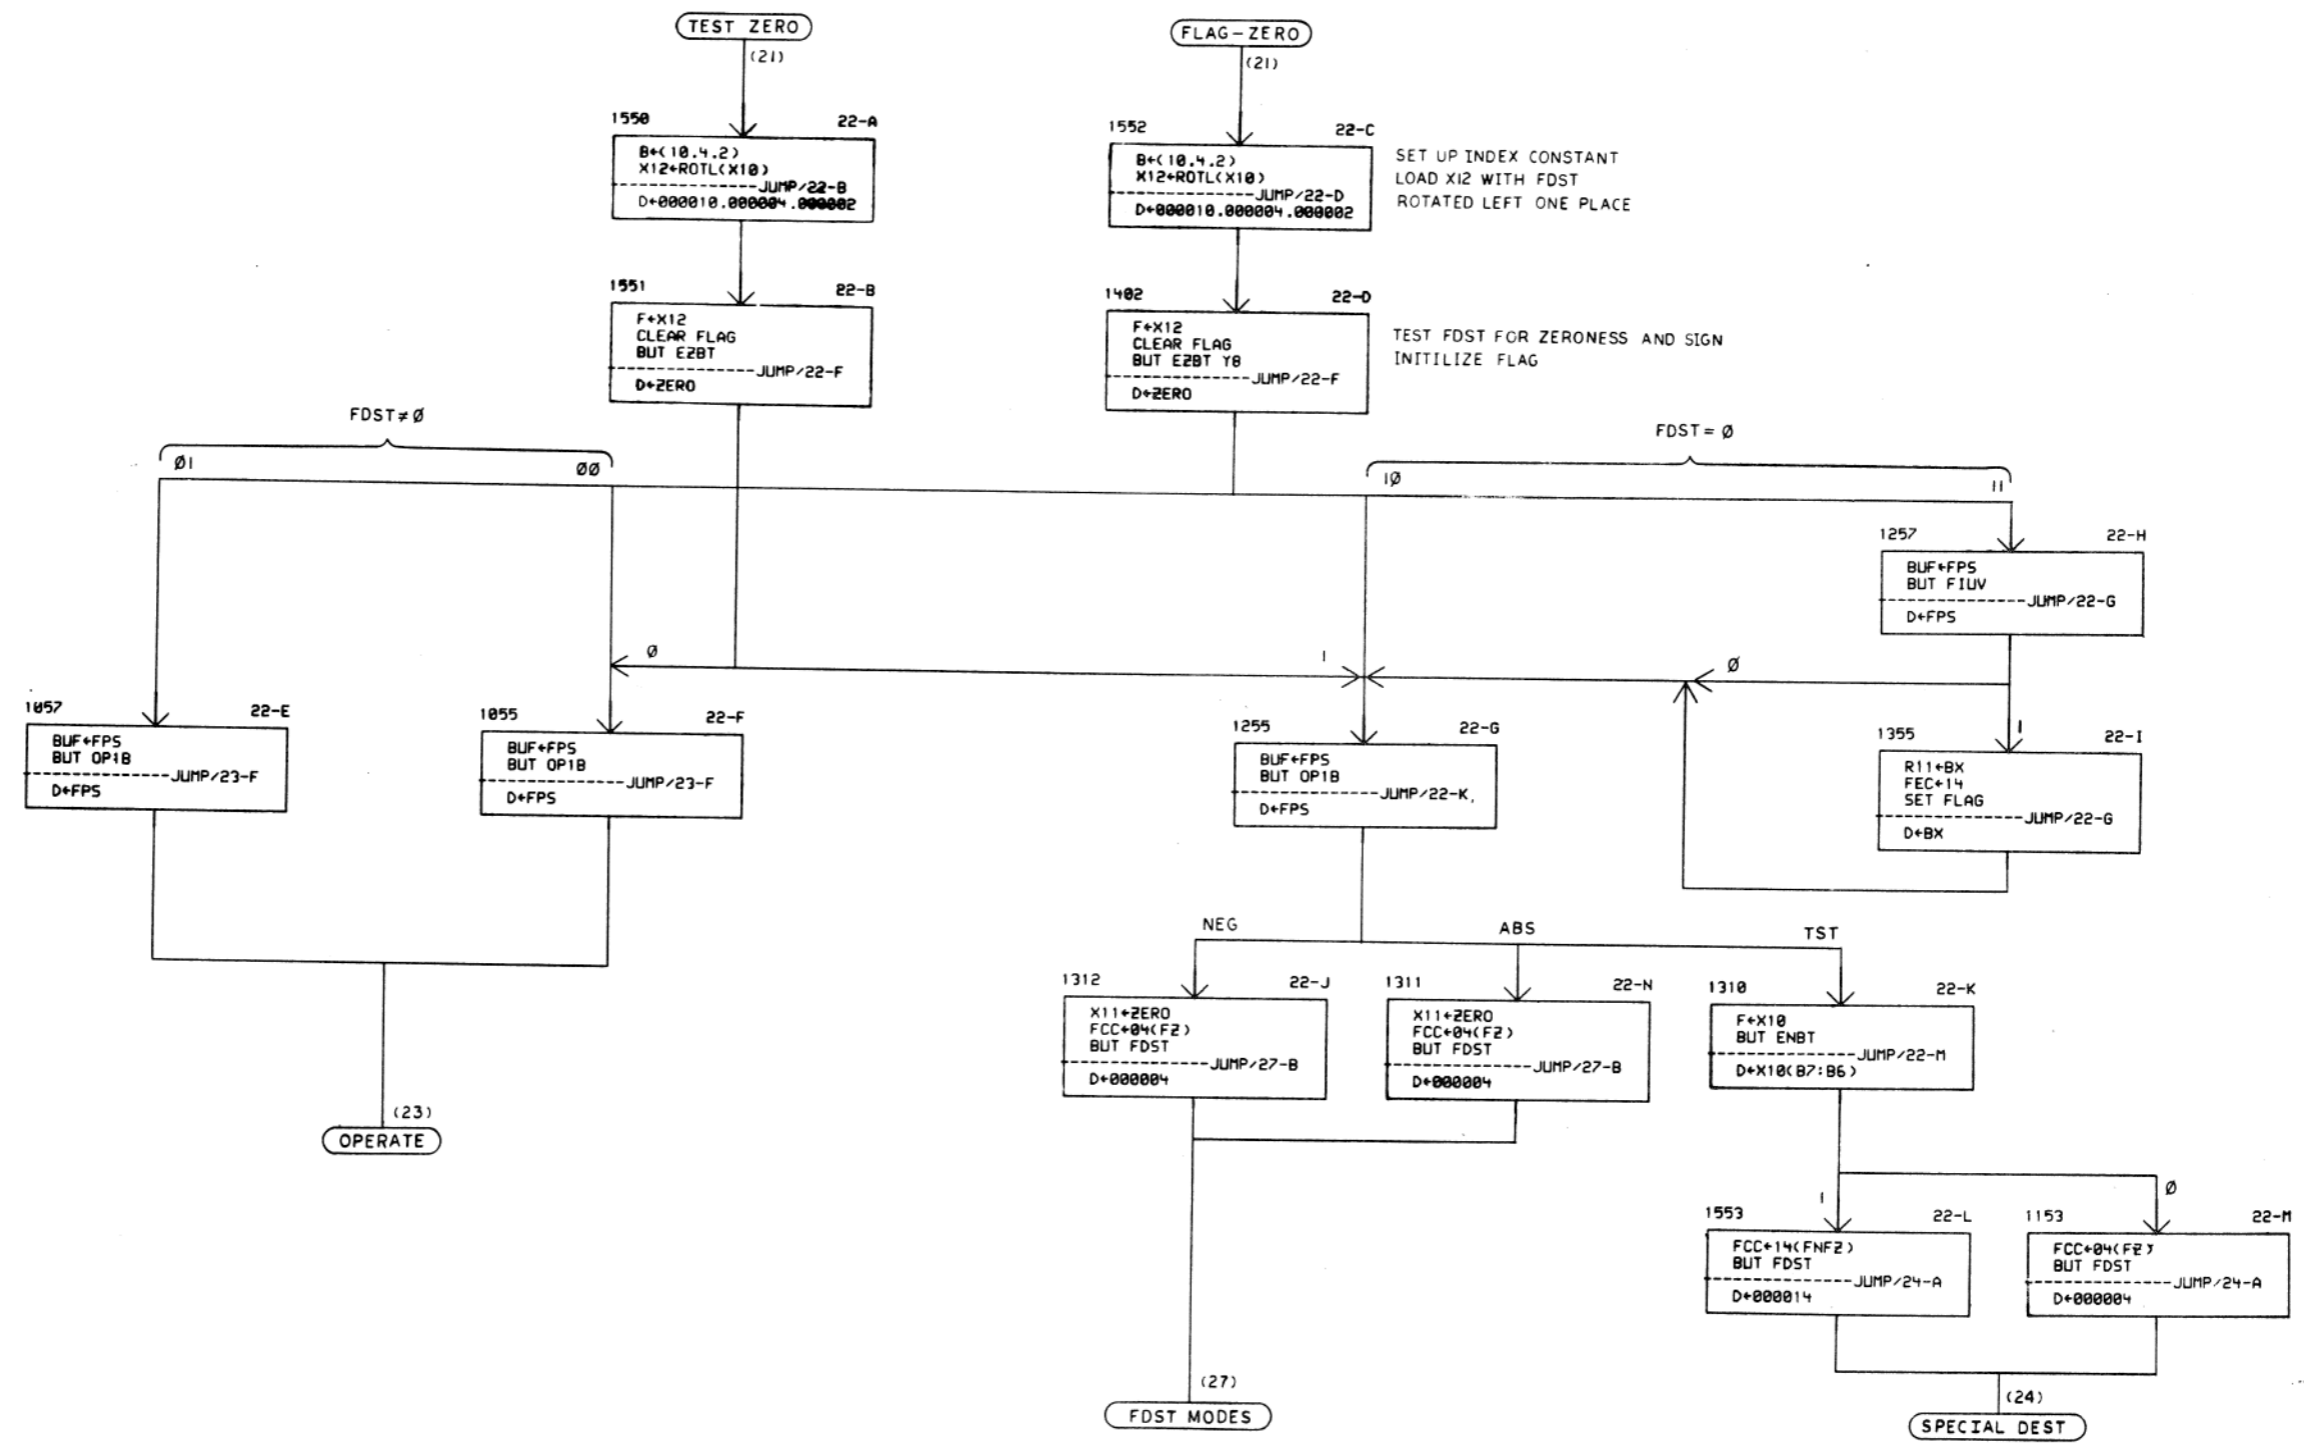 TEST ZERO
(21)
1550 22-A
B←(10.4.2)
X12←ROTL(X10)
JUMP/22-B
D←000010.000004.000002
1551 22-B
F←X12
CLEAR FLAG
BUT EZBT
JUMP/22-F
D←ZERO
FLAG-ZERO
(21)
1552 22-C
B←(10.4.2)
X12←ROTL(X10)
JUMP/22-D
D←000010.000004.000002
SET UP INDEX CONSTANT
LOAD X12 WITH FDST
ROTATED LEFT ONE PLACE
1402 22-D
F←X12
CLEAR FLAG
BUT EZBT Y8
JUMP/22-F
D←ZERO
TEST FDST FOR ZERONESS AND SIGN
INITILIZE FLAG
FDST≠Ø
Ø1 ØØ
FDST=Ø
1Ø 11
1257 22-H
BUF←FPS
BUT FIUV
JUMP/22-G
D←FPS
Ø 1 Ø
1
1057 22-E
BUF←FPS
BUT OP1B
JUMP/23-F
D←FPS
1055 22-F
BUF←FPS
BUT OP1B
JUMP/23-F
D←FPS
1255 22-G
BUF←FPS
BUT OP1B
JUMP/22-K,
D←FPS
1355 22-I
R11←BX
FEC←14
SET FLAG
JUMP/22-G
D←BX
NEG ABS TST
1312 22-J
X11←ZERO
FCC←04(FZ)
BUT FDST
JUMP/27-B
D←000004
1311 22-N
X11←ZERO
FCC←04(FZ)
BUT FDST
JUMP/27-B
D←000004
1310 22-K
F←X10
BUT ENBT
JUMP/22-M
D←X10(B7:B6)
(23)
OPERATE
1 Ø
1553 22-L
FCC←14(FNFZ)
BUT FDST
JUMP/24-A
D←000014
1153 22-M
FCC←04(FZ)
BUT FDST
JUMP/24-A
D←000004
(27)
FDST MODES
(24)
SPECIAL DEST